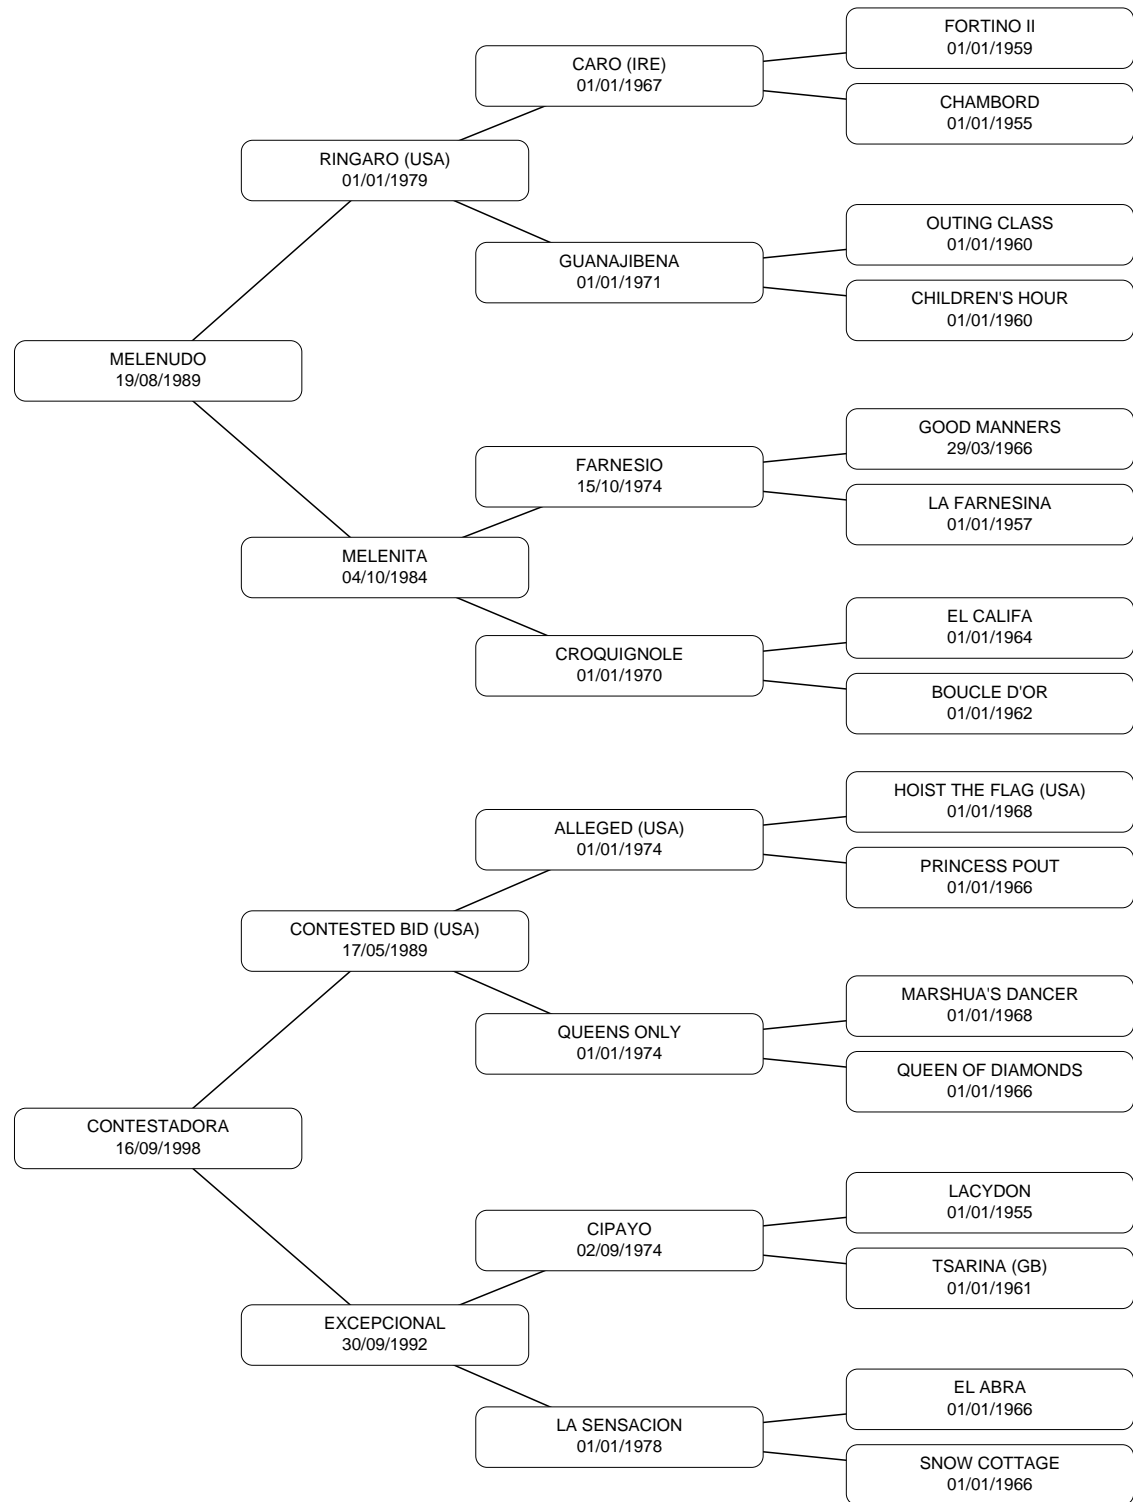 FORTINO II
01/01/1959
CARO (IRE)
01/01/1967
CHAMBORD
01/01/1955
RINGARO (USA)
01/01/1979
OUTING CLASS
01/01/1960
GUANAJIBENA
01/01/1971
CHILDREN'S HOUR
01/01/1960
MELENUDO
19/08/1989
GOOD MANNERS
29/03/1966
FARNESIO
15/10/1974
LA FARNESINA
01/01/1957
MELENITA
04/10/1984
EL CALIFA
01/01/1964
CROQUIGNOLE
01/01/1970
BOUCLE D'OR
01/01/1962
HOIST THE FLAG (USA)
01/01/1968
ALLEGED (USA)
01/01/1974
PRINCESS POUT
01/01/1966
CONTESTED BID (USA)
17/05/1989
MARSHUA'S DANCER
01/01/1968
QUEENS ONLY
01/01/1974
QUEEN OF DIAMONDS
01/01/1966
CONTESTADORA
16/09/1998
LACYDON
01/01/1955
CIPAYO
02/09/1974
TSARINA (GB)
01/01/1961
EXCEPCIONAL
30/09/1992
EL ABRA
01/01/1966
LA SENSACION
01/01/1978
SNOW COTTAGE
01/01/1966